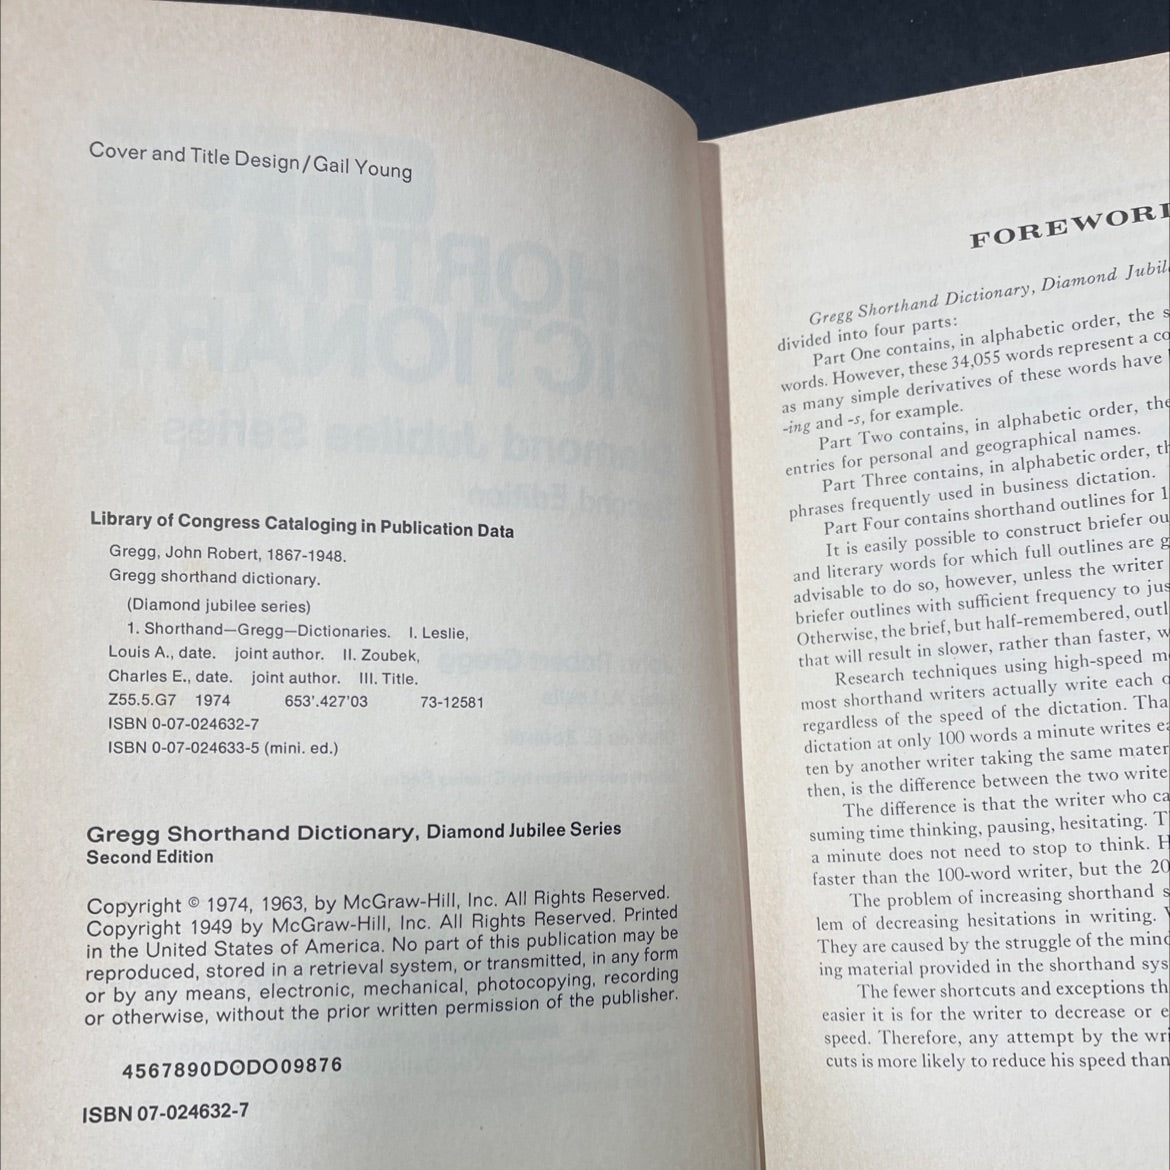 Cover and Title Design/Gail Young
Library of Congress Cataloging in Publication Data
Gregg, John Robert, 1867-1948.
Gregg shorthand dictionary.
(Diamond jubilee series)
1. Shorthand—Gregg—Dictionaries. I. Leslie,
Louis A., date. joint author. II. Zoubek,
Charles E., date. joint author. III. Title.
Z55.5.G7 1974 653'.427'03 73-12581
ISBN 0-07-024632-7
ISBN 0-07-024633-5 (mini. ed.)
Gregg Shorthand Dictionary, Diamond Jubilee Series
Second Edition
Copyright © 1974, 1963, by McGraw-Hill, Inc. All Rights Reserved.
Copyright 1949 by McGraw-Hill, Inc. All Rights Reserved. Printed
in the United States of America. No part of this publication may be
reproduced, stored in a retrieval system, or transmitted, in any form
or by any means, electronic, mechanical, photocopying, recording
or otherwise, without the prior written permission of the publisher.
4567890DODO09876
ISBN 07-024632-7
FOREWORD
Gregg Shorthand Dictionary, Diamond Jubil
divided into four parts:
Part One contains, in alphabetic order, the s
words. However, these 34,055 words represent a co
as many simple derivatives of these words have
-ing and -s, for example.
Part Two contains, in alphabetic order, the
entries for personal and geographical names.
Part Three contains, in alphabetic order, th
phrases frequently used in business dictation.
Part Four contains shorthand outlines for 1
It is easily possible to construct briefer ou
and literary words for which full outlines are g
advisable to do so, however, unless the writer
briefer outlines with sufficient frequency to jus
Otherwise, the brief, but half-remembered, outl
that will result in slower, rather than faster, w
Research techniques using high-speed m
most shorthand writers actually write each o
regardless of the speed of the dictation. Tha
dictation at only 100 words a minute writes ea
ten by another writer taking the same mater
then, is the difference between the two write
The difference is that the writer who ca
suming time thinking, pausing, hesitating. T
a minute does not need to stop to think. H
faster than the 100-word writer, but the 20
The problem of increasing shorthand s
lem of decreasing hesitations in writing. W
They are caused by the struggle of the mind
ing material provided in the shorthand sys
The fewer shortcuts and exceptions th
easier it is for the writer to decrease or e
speed. Therefore, any attempt by the wri
cuts is more likely to reduce his speed than